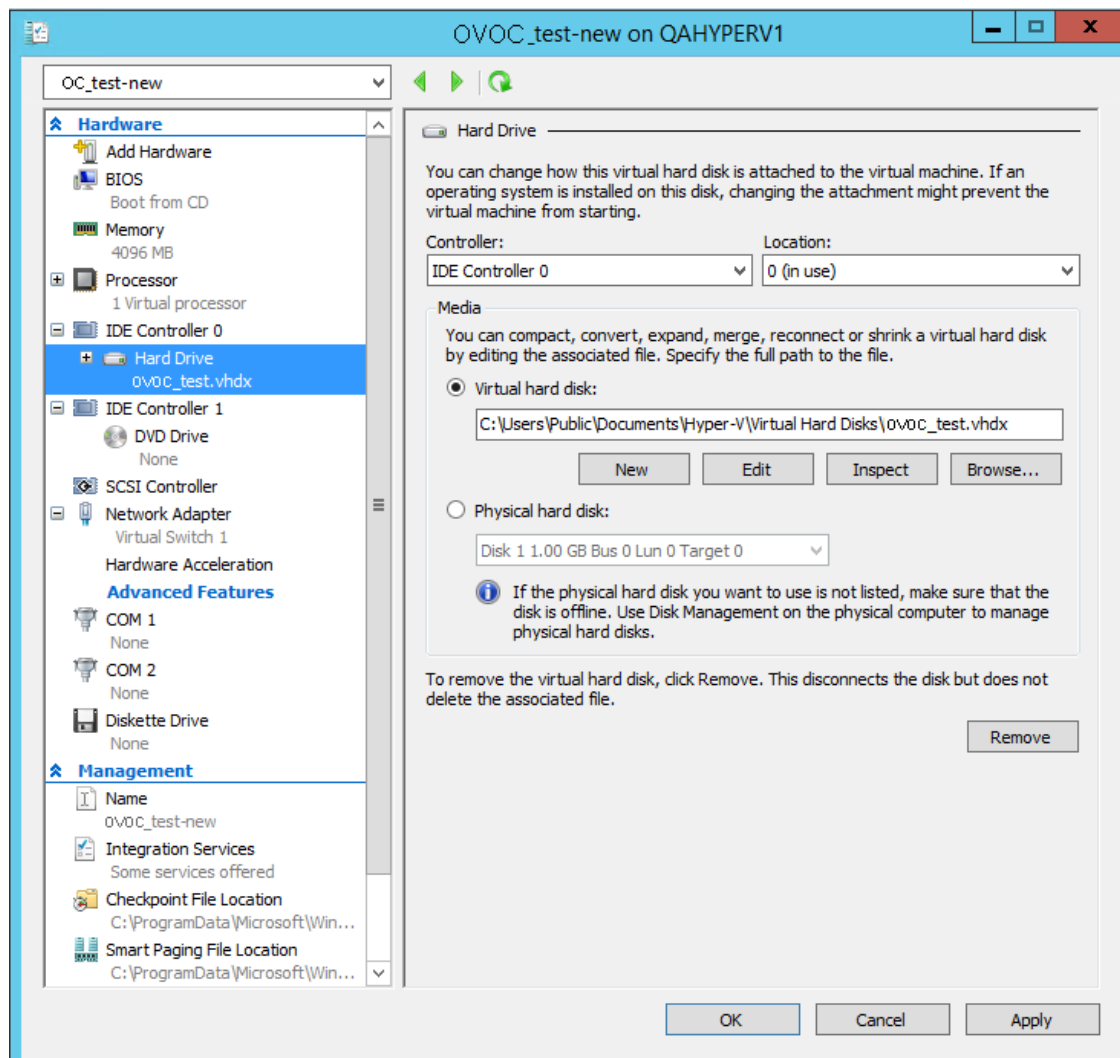 OVOC_test-new on QAHYPERV1
x
OC_test-new
Hardware
Add Hardware
BIOS
Boot from CD
Memory
4096 MB
Processor
1 Virtual processor
IDE Controller 0
Hard Drive
OVOC_test.vhdx
IDE Controller 1
DVD Drive
None
SCSI Controller
Network Adapter
Virtual Switch 1
Hardware Acceleration
Advanced Features
COM 1
None
COM 2
None
Diskette Drive
None
Management
Name
OVOC_test-new
Integration Services
Some services offered
Checkpoint File Location
C:\ProgramData\Microsoft\Win...
Smart Paging File Location
C:\ProgramData\Microsoft\Win...
Hard Drive
You can change how this virtual hard disk is attached to the virtual machine. If an
operating system is installed on this disk, changing the attachment might prevent the
virtual machine from starting.
Controller: Location:
IDE Controller 0 0 (in use)
Media
You can compact, convert, expand, merge, reconnect or shrink a virtual hard disk
by editing the associated file. Specify the full path to the file.
Virtual hard disk:
C:\Users\Public\Documents\Hyper-V\Virtual Hard Disks\OVOC_test.vhdx
New Edit Inspect Browse...
Physical hard disk:
Disk 1 1.00 GB Bus 0 Lun 0 Target 0
If the physical hard disk you want to use is not listed, make sure that the
disk is offline. Use Disk Management on the physical computer to manage
physical hard disks.
To remove the virtual hard disk, click Remove. This disconnects the disk but does not
delete the associated file.
Remove
OK Cancel Apply